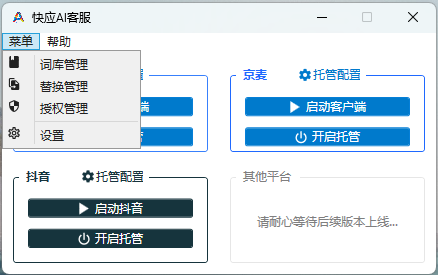 快应AI客服
菜单 帮助
词库管理
替换管理
授权管理
设置
置
端
管
京麦 托管配置
启动客户端
开启托管
抖音 托管配置
启动抖音
开启托管
其他平台
请耐心等待后续版本上线...